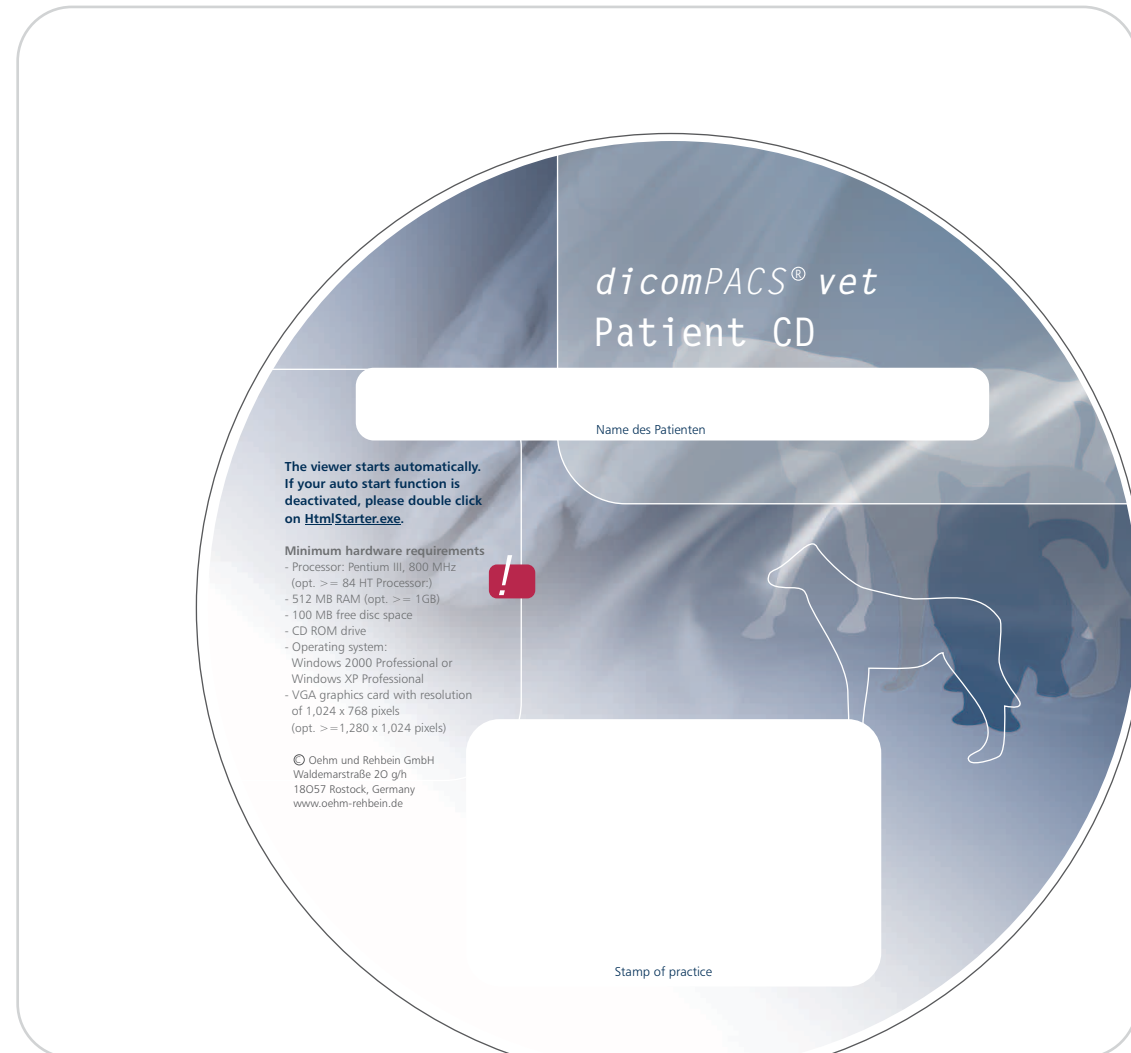 dicomPACS® vet
Patient CD
Name des Patienten
The viewer starts automatically.
If your auto start function is
deactivated, please double click
on HtmlStarter.exe.
Minimum hardware requirements
- Processor: Pentium III, 800 MHz
(opt. >= 84 HT Processor:)
- 512 MB RAM (opt. >= 1GB)
- 100 MB free disc space
- CD ROM drive
- Operating system:
Windows 2000 Professional or
Windows XP Professional
- VGA graphics card with resolution
of 1,024 x 768 pixels
(opt. >=1,280 x 1,024 pixels)
!
© Oehm und Rehbein GmbH
Waldemarstraße 2O g/h
18O57 Rostock, Germany
www.oehm-rehbein.de
Stamp of practice